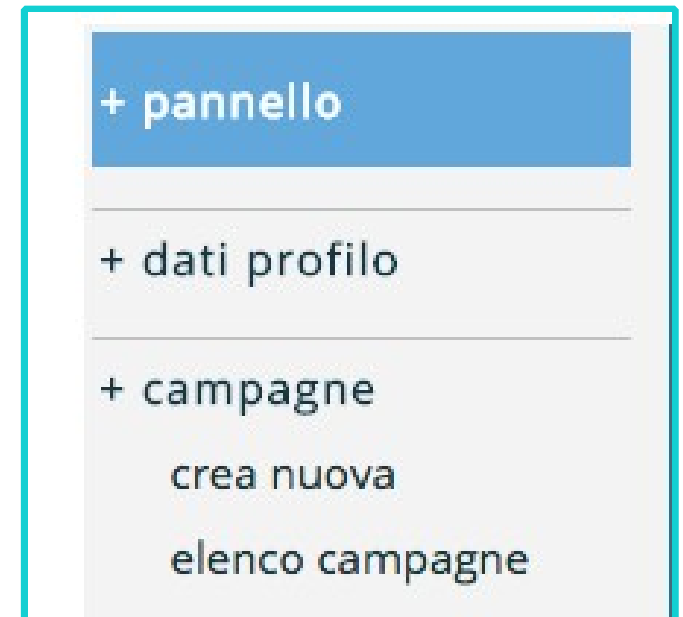 + pannello
+ dati profilo
+ campagne
crea nuova
elenco campagne